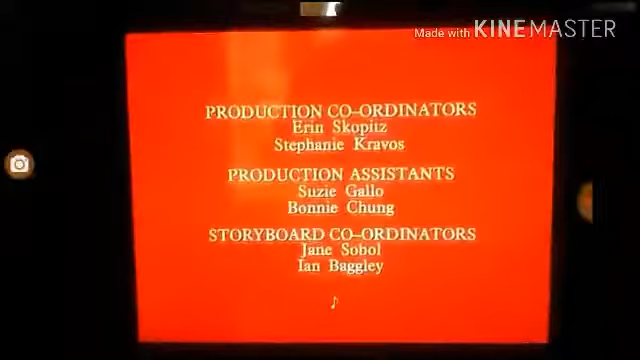 Made with KINEMASTER
PRODUCTION CO-ORDINATORS
Erin Skopitz
Stephanie Kravos
PRODUCTION ASSISTANTS
Suzie Gallo
Bonnie Chung
STORYBOARD CO-ORDINATORS
Jane Sobol
Ian Baggley
♪